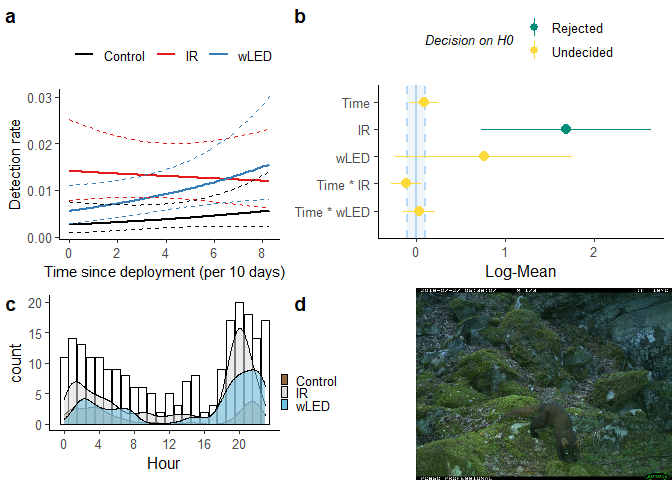 a
Control IR wLED
Detection rate
0.03
0.02
0.01
0.00
0 2 4 6 8
Time since deployment (per 10 days)
b
Decision on H0
Rejected
Undecided
Time
IR
wLED
Time * IR
Time * wLED
0 1 2
Log-Mean
c
count
20
15
10
5
0
0 4 8 12 16 20
Hour
Control
IR
wLED
d